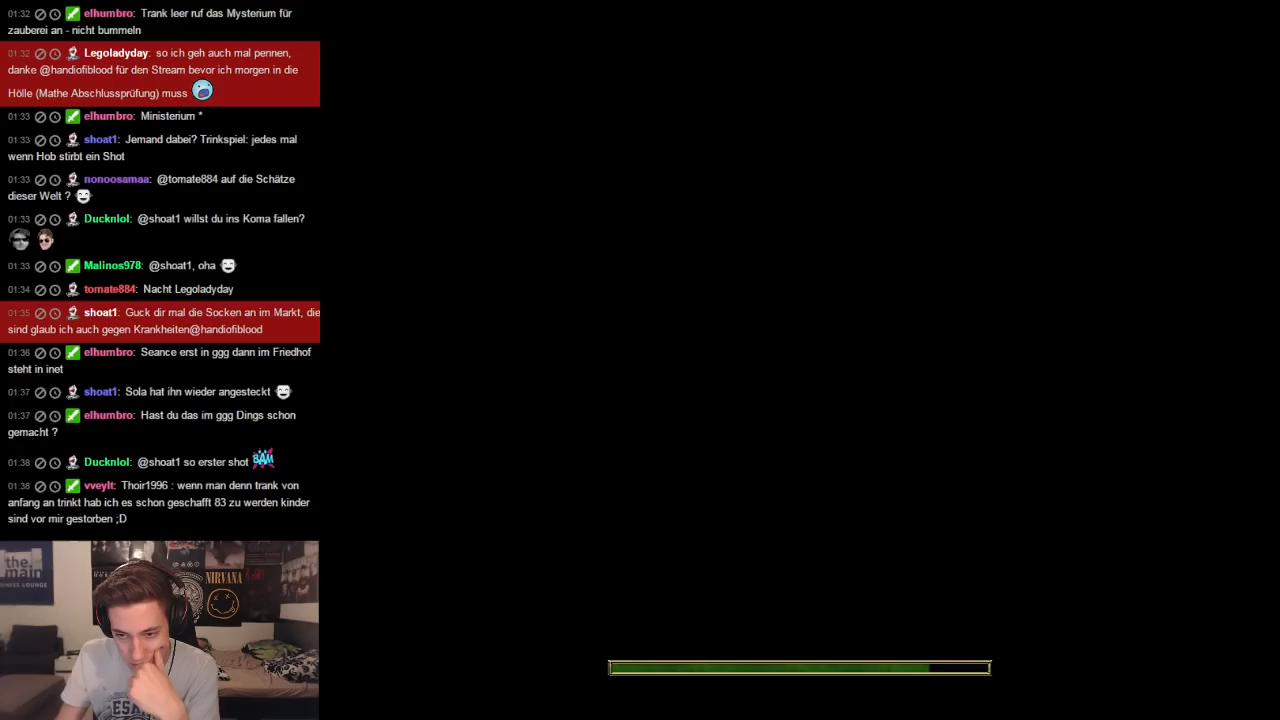 01:32 elhumbro: Trank leer ruf das Mysterium für
zauberei an - nicht bummeln
01:32 Legoladyday: so ich geh auch mal pennen,
danke @handiofiblood für den Stream bevor ich morgen in die
Hölle (Mathe Abschlussprüfung) muss
01:33 elhumbro: Ministerium *
01:33 shoat1: Jemand dabei? Trinkspiel: jedes mal
wenn Hob stirbt ein Shot
01:33 nonoosamaa: @tomate884 auf die Schätze
dieser Welt ?
01:33 Ducknlol: @shoat1 willst du ins Koma fallen?
01:33 Malinos978: @shoat1, oha
01:34 tomate884: Nacht Legoladyday
01:35 shoat1: Guck dir mal die Socken an im Markt, die
sind glaub ich auch gegen Krankheiten@handiofiblood
01:36 elhumbro: Seance erst in ggg dann im Friedhof
steht in inet
01:37 shoat1: Sola hat ihn wieder angesteckt
01:37 elhumbro: Hast du das im ggg Dings schon
gemacht ?
01:38 Ducknlol: @shoat1 so erster shot
BAM
01:38 vveylt: Thoir1996 : wenn man denn trank von
anfang an trinkt hab ich es schon geschafft 83 zu werden kinder
sind vor mir gestorben ;D
the
main
NESS LOUNGE
NIRVANA